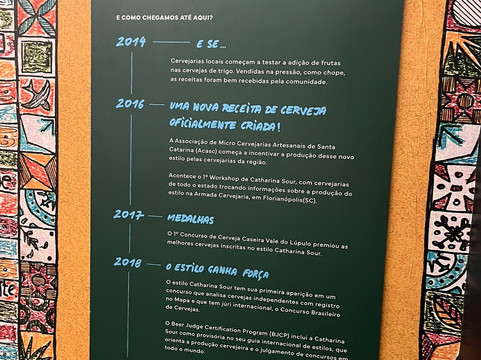 E COMO CHEGAMOS ATÉ AQUI?
2014 E SE...
Cervejarias locais começam a testar a adição de frutas
nas cervejas de trigo. Vendidas na pressão, como chope,
as receitas foram bem recebidas pela comunidade.
2016 UMA NOVA RECEITA DE CERVEJA
OFICIALMENTE CRIADA!
A Associação de Micro Cervejarias Artesanais de Santa
Catarina (Acasc) começa a incentivar a produção desse novo
estilo pelas cervejarias da região.
Acontece o 1º Workshop de Catharina Sour, com cervejarias
de todo o estado trocando informações sobre a produção do
estilo na Armada Cervejaria, em Florianópolis(SC).
2017 MEDALHAS
O 1º Concurso de Cerveja Caseira Vale do Lúpulo premiou as
melhores cervejas inscritas no estilo Catharina Sour.
2018 O ESTILO GANHA FORÇA
O estilo Catharina Sour tem sua primeira aparição em um
concurso que analisa cervejas independentes com registro
no Mapa e que tem júri internacional, o Concurso Brasileiro
de Cervejas.
O Beer Judge Certification Program (BJCP) inclui a Catharina
Sour como provisória no seu guia internacional de estilos, que
orienta a produção cervejeira e o julgamento de concursos em
todo o mundo.